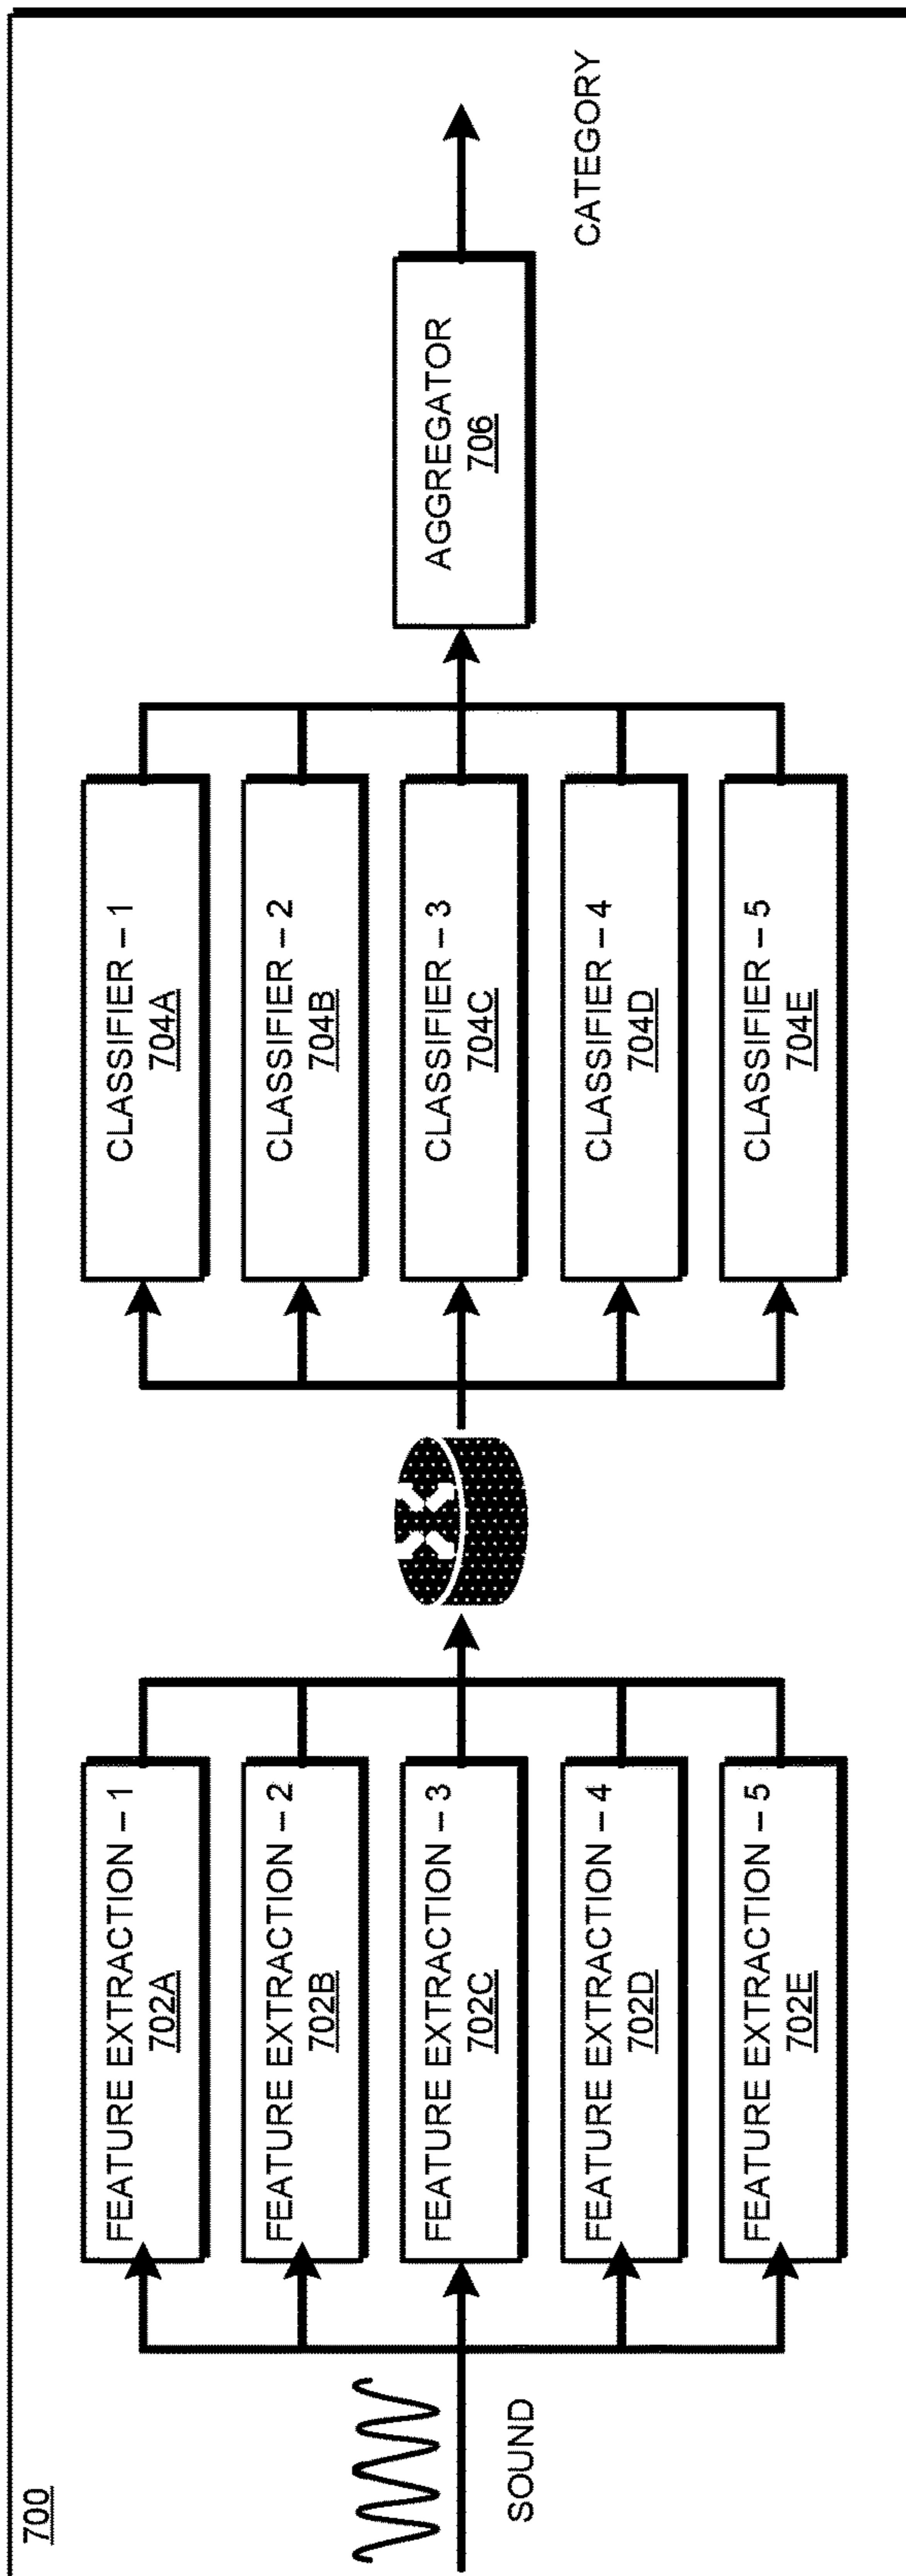 700
SOUND
FEATURE EXTRACTION – 1
702A
FEATURE EXTRACTION – 2
702B
FEATURE EXTRACTION – 3
702C
FEATURE EXTRACTION – 4
702D
FEATURE EXTRACTION – 5
702E
CLASSIFIER – 1
704A
CLASSIFIER – 2
704B
CLASSIFIER – 3
704C
CLASSIFIER – 4
704D
CLASSIFIER – 5
704E
AGGREGATOR
706
CATEGORY